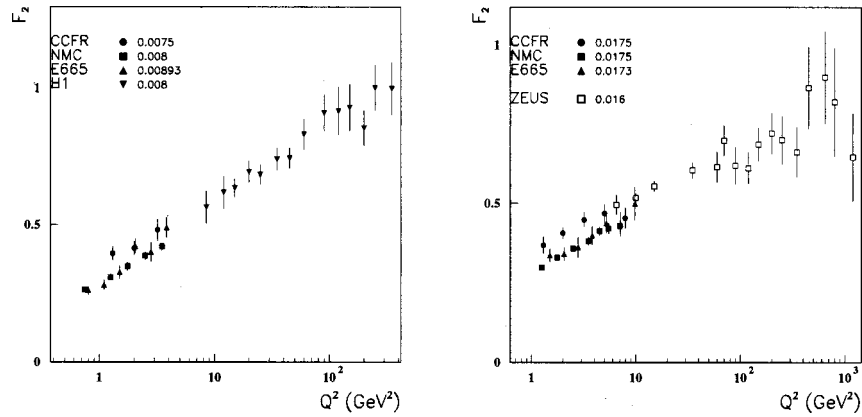 F2
CCFR ● 0.0075
NMC ■ 0.008
E665 ▲ 0.00893
H1 ▼ 0.008
1
0.5
0
1
10
10²
Q² (GeV²)
F2
CCFR ● 0.0175
NMC ■ 0.0175
E665 ▲ 0.0173
ZEUS □ 0.016
1
0.5
0
1
10
10²
10³
Q² (GeV²)